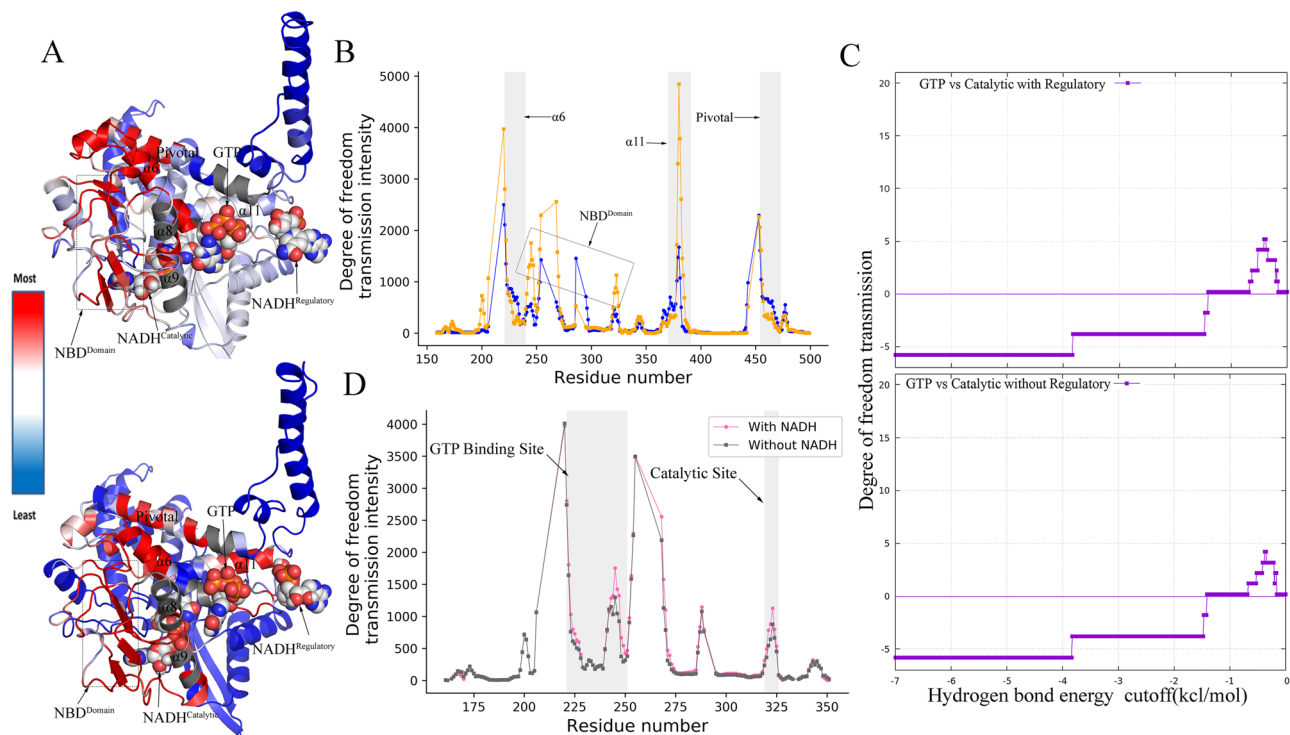 A
Pivotal
GTP
α6
α11
α8
α9
NADH^Regulatory
NADH^Catalytic
NBD^Domain
Most
Least
Pivotal
GTP
α6
α11
α8
α9
NADH^Regulatory
NBD^Domain
NADH^Catalytic
B
Degree of freedom
transmission intensity
5000
4000
3000
2000
1000
0
α6
α11
Pivotal
NBD^Domain
150 200 250 300 350 400 450 500
Residue number
D
Degree of freedom
transmission intensity
4000
3500
3000
2500
2000
1500
1000
500
0
With NADH
Without NADH
GTP Binding Site
Catalytic Site
175 200 225 250 275 300 325 350
Residue number
C
Degree of freedom transmission
GTP vs Catalytic with Regulatory
20
15
10
5
0
-5
GTP vs Catalytic without Regulatory
20
15
10
5
0
-5
-7 -6 -5 -4 -3 -2 -1 0
Hydrogen bond energy cutoff(kcl/mol)